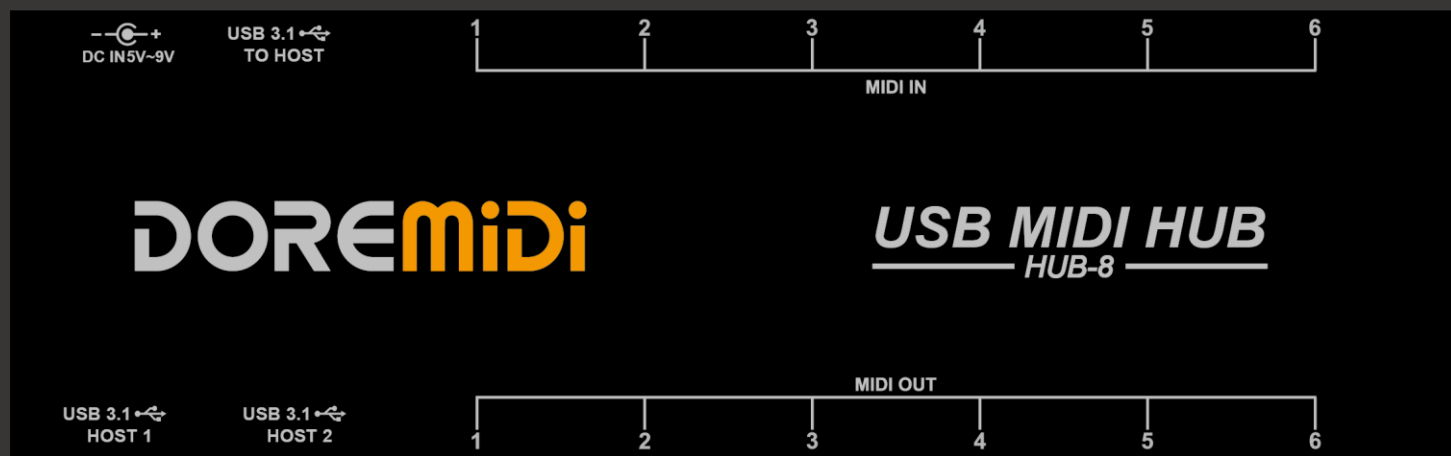 1 2 3 4 5 6
DC IN5V~9V
USB 3.1
TO HOST
MIDI IN
DOREMiDi
USB MIDI HUB
HUB-8
MIDI OUT
USB 3.1
HOST 1
USB 3.1
HOST 2
1 2 3 4 5 6